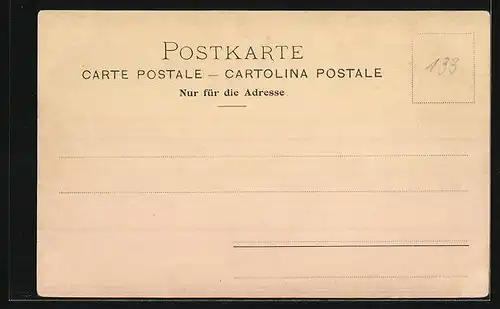 POSTKARTE
CARTE POSTALE — CARTOLINA POSTALE
Nur für die Adresse
133